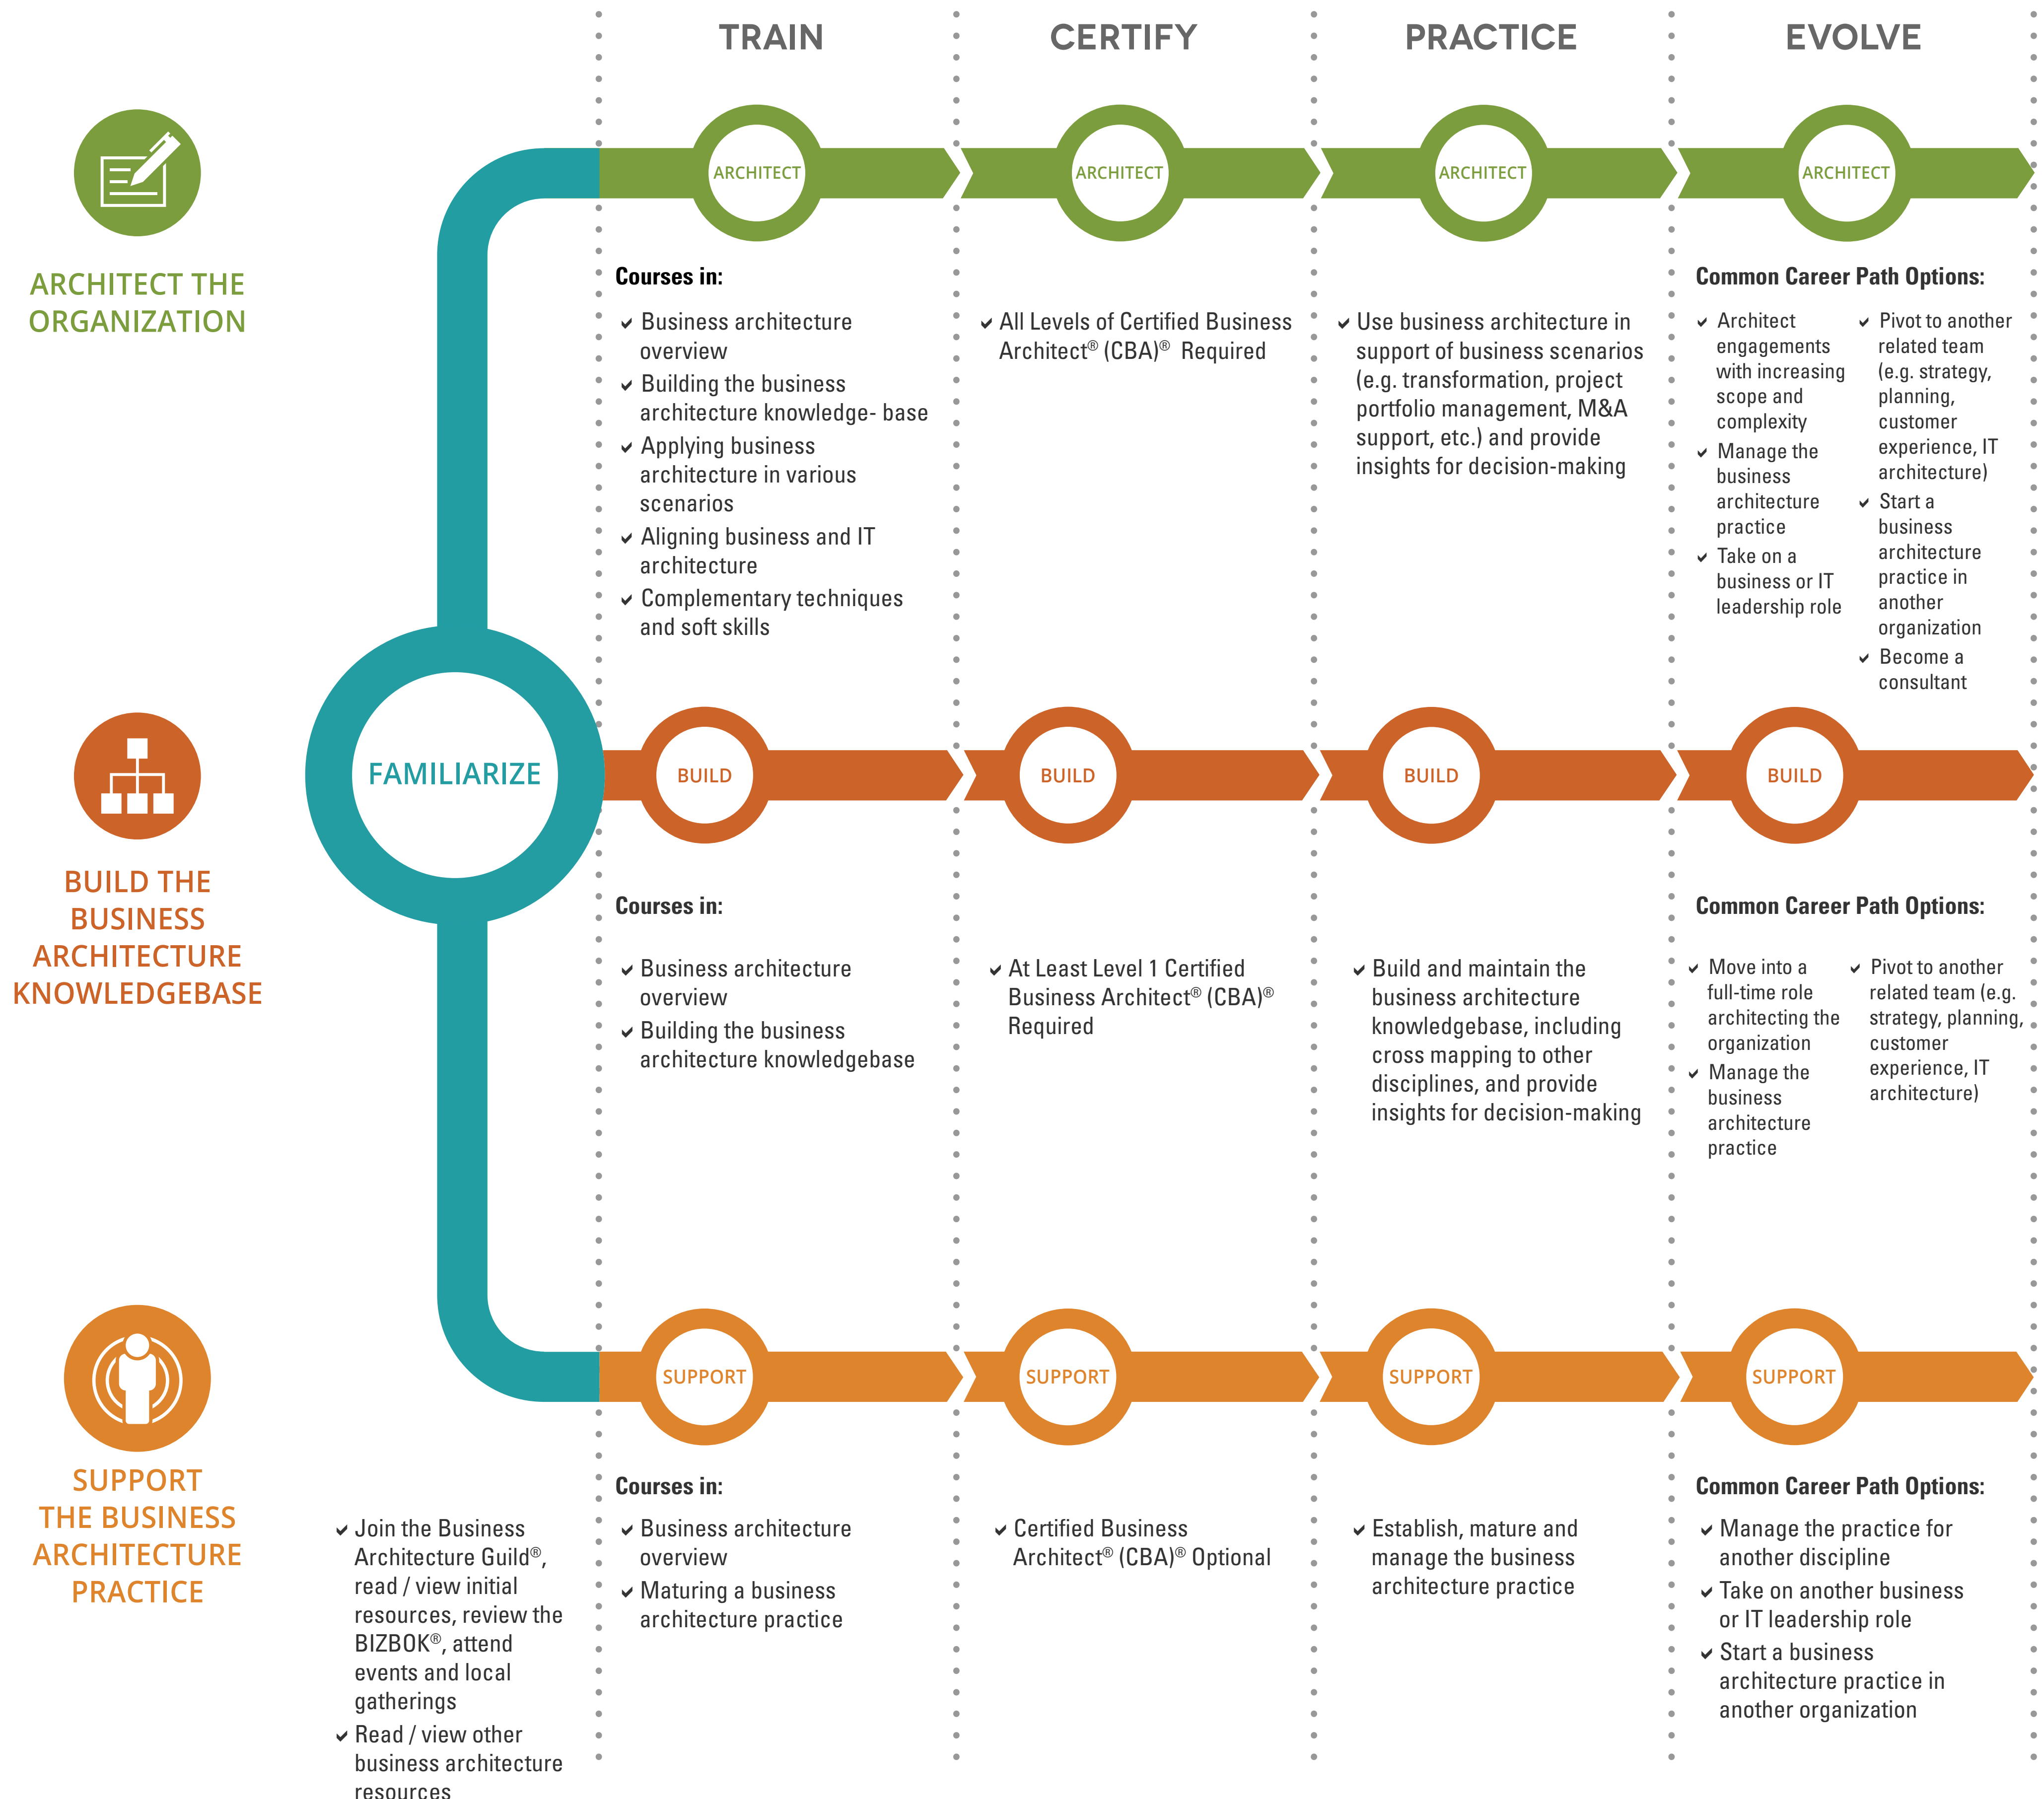 TRAIN
CERTIFY
PRACTICE
EVOLVE
ARCHITECT THE
ORGANIZATION
ARCHITECT
ARCHITECT
ARCHITECT
ARCHITECT
Courses in:
Business architecture
overview
Building the business
architecture knowledge- base
Applying business
architecture in various
scenarios
Aligning business and IT
architecture
Complementary techniques
and soft skills
All Levels of Certified Business
Architect® (CBA)® Required
Use business architecture in
support of business scenarios
(e.g. transformation, project
portfolio management, M&A
support, etc.) and provide
insights for decision-making
Common Career Path Options:
Architect
engagements
with increasing
scope and
complexity
Manage the
business
architecture
practice
Take on a
business or IT
leadership role
Pivot to another
related team
(e.g. strategy,
planning,
customer
experience, IT
architecture)
Start a
business
architecture
practice in
another
organization
Become a
consultant
BUILD THE
BUSINESS
ARCHITECTURE
KNOWLEDGEBASE
FAMILIARIZE
BUILD
BUILD
BUILD
BUILD
Courses in:
Business architecture
overview
Building the business
architecture knowledgebase
At Least Level 1 Certified
Business Architect® (CBA)®
Required
Build and maintain the
business architecture
knowledgebase, including
cross mapping to other
disciplines, and provide
insights for decision-making
Common Career Path Options:
Move into a
full-time role
architecting the
organization
Manage the
business
architecture
practice
Pivot to another
related team (e.g.
strategy, planning,
customer
experience, IT
architecture)
SUPPORT
THE BUSINESS
ARCHITECTURE
PRACTICE
SUPPORT
SUPPORT
SUPPORT
SUPPORT
Join the Business
Architecture Guild®,
read / view initial
resources, review the
BIZBOK®, attend
events and local
gatherings
Read / view other
business architecture
resources
Courses in:
Business architecture
overview
Maturing a business
architecture practice
Certified Business
Architect® (CBA)® Optional
Establish, mature and
manage the business
architecture practice
Common Career Path Options:
Manage the practice for
another discipline
Take on another business
or IT leadership role
Start a business
architecture practice in
another organization